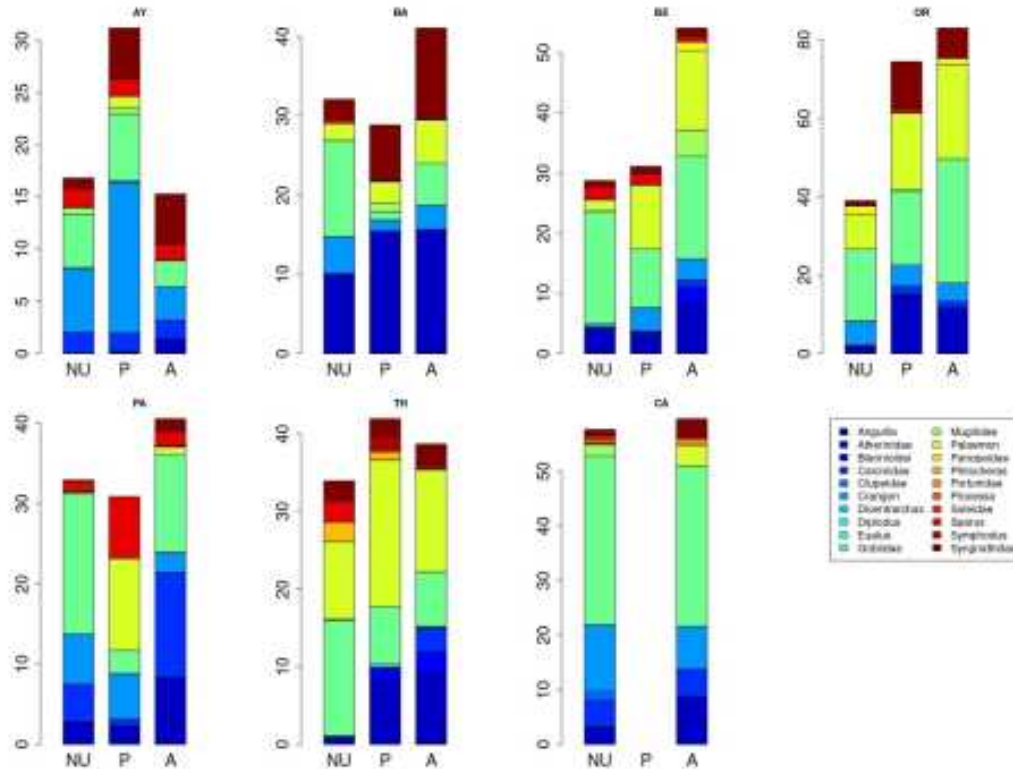 AY
30
25
20
15
10
5
0
NU P A
BA
40
30
20
10
0
NU P A
BE
50
40
30
20
10
0
NU P A
OR
80
60
40
20
0
NU P A
PA
40
30
20
10
0
NU P A
TH
40
30
20
10
0
NU P A
CA
50
40
30
20
10
0
NU P A
Anguilla
Atherinidae
Blenniidae
Clupeidae
Crangon
Dicentrarchus
Diplodus
Gobiidae
Mugilidae
Palaemon
Portunidae
Soleidae
Sparus
Symphodus
Syngnathidae